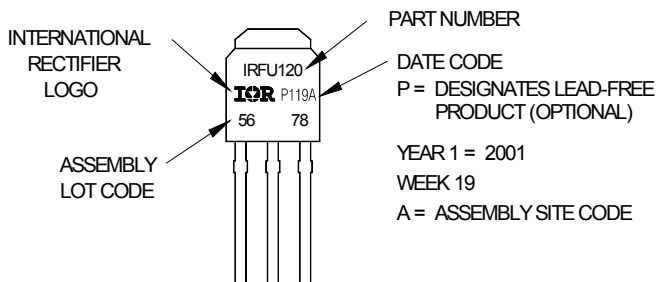 INTERNATIONAL
RECTIFIER
LOGO
ASSEMBLY
LOT CODE
IRFU120
IOR P119A
56 78
PART NUMBER
DATE CODE
P = DESIGNATES LEAD-FREE
PRODUCT (OPTIONAL)
YEAR 1 = 2001
WEEK 19
A = ASSEMBLY SITE CODE